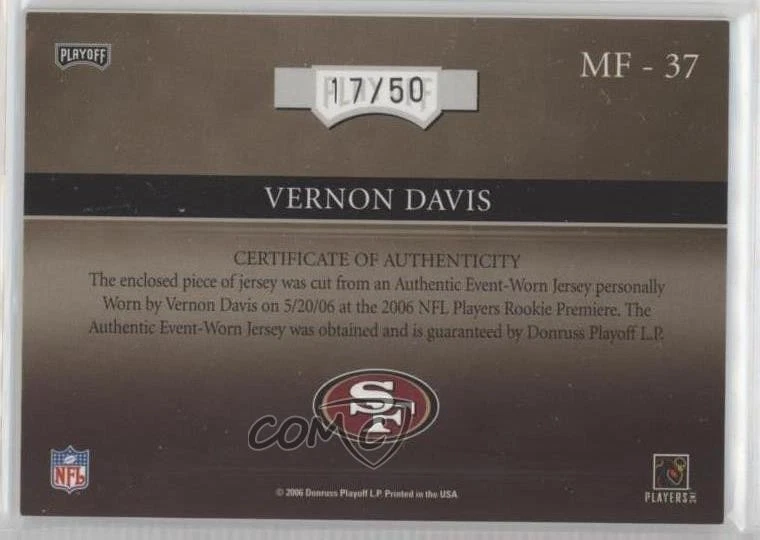 PLAYOFF
17/50
MF - 37
VERNON DAVIS
CERTIFICATE OF AUTHENTICITY
The enclosed piece of jersey was cut from an Authentic Event-Worn Jersey personally
Worn by Vernon Davis on 5/20/06 at the 2006 NFL Players Rookie Premiere. The
Authentic Event-Worn Jersey was obtained and is guaranteed by Donruss Playoff L.P.
SF
COMC
NFL
© 2006 Donruss Playoff L.P. Printed in the USA
PLAYERS INC